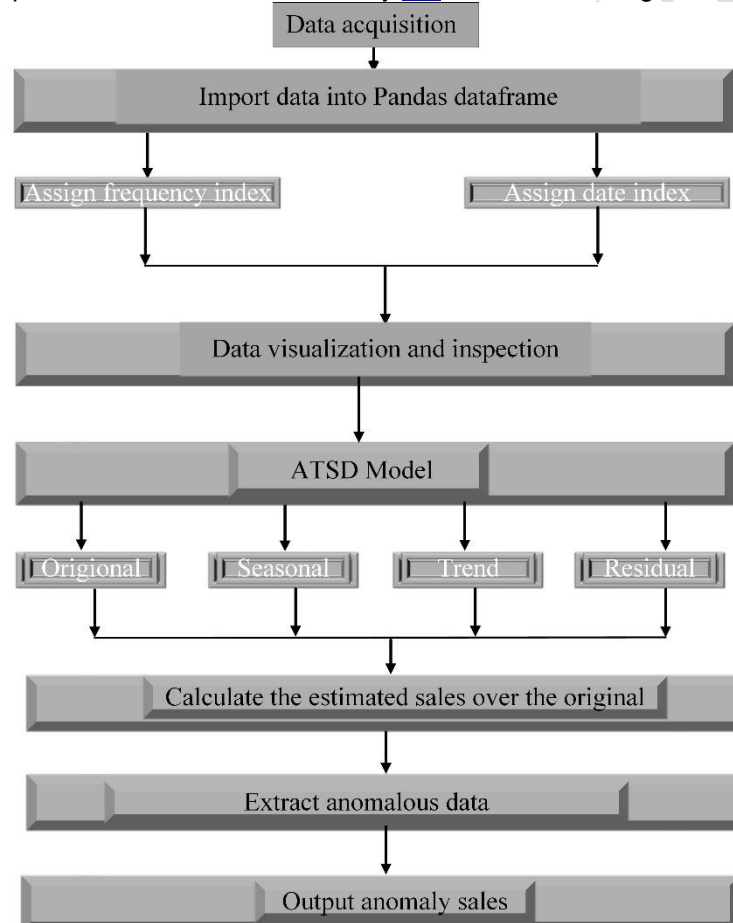 Data acquisition
Import data into Pandas dataframe
Assign frequency index Assign date index
Data visualization and inspection
ATSD Model
Origional Seasonal Trend Residual
Calculate the estimated sales over the original
Extract anomalous data
Output anomaly sales